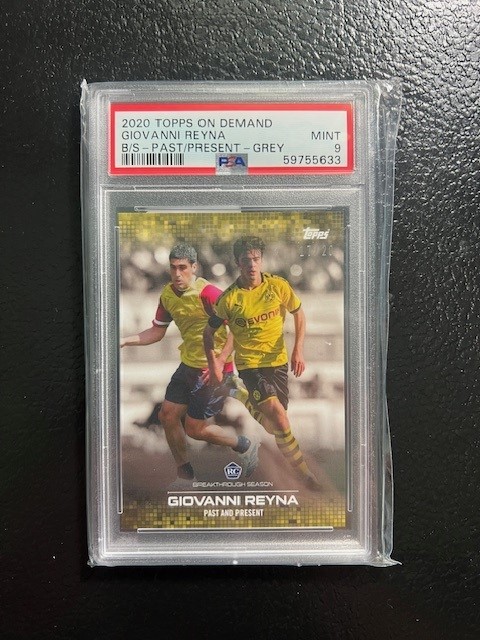 2020 TOPPS ON DEMAND
GIOVANNI REYNA MINT
B/S - PAST/PRESENT - GREY 9
PSA 59755633
Topps
RC
BREAKTHROUGH SEASON
GIOVANNI REYNA
PAST AND PRESENT